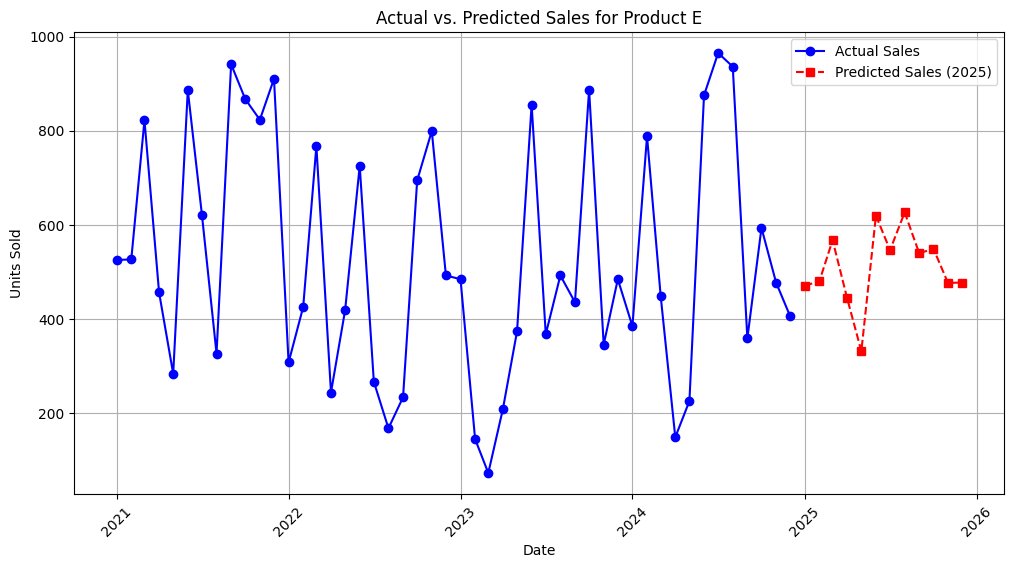 Actual vs. Predicted Sales for Product E
Actual Sales
Predicted Sales (2025)
Units Sold
1000
800
600
400
200
2021
2022
2023
2024
2025
2026
Date